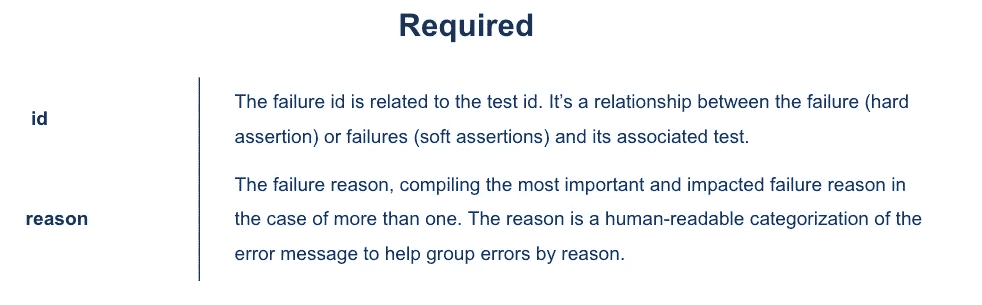 Required
id
The failure id is related to the test id. It’s a relationship between the failure (hard
assertion) or failures (soft assertions) and its associated test.
reason
The failure reason, compiling the most important and impacted failure reason in
the case of more than one. The reason is a human-readable categorization of the
error message to help group errors by reason.